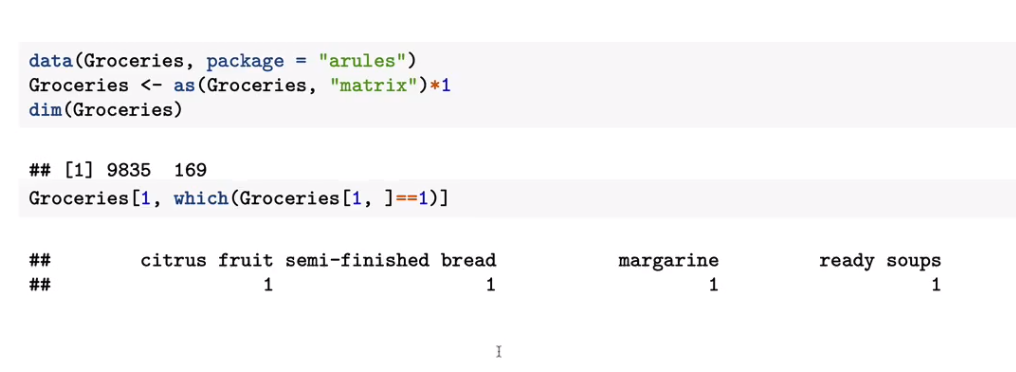 data(Groceries, package = "arules")
Groceries <- as(Groceries, "matrix")*1
dim(Groceries)
## [1] 9835 169
Groceries[1, which(Groceries[1, ]==1)]
## citrus fruit semi-finished bread margarine ready soups
## 1 1 1 1